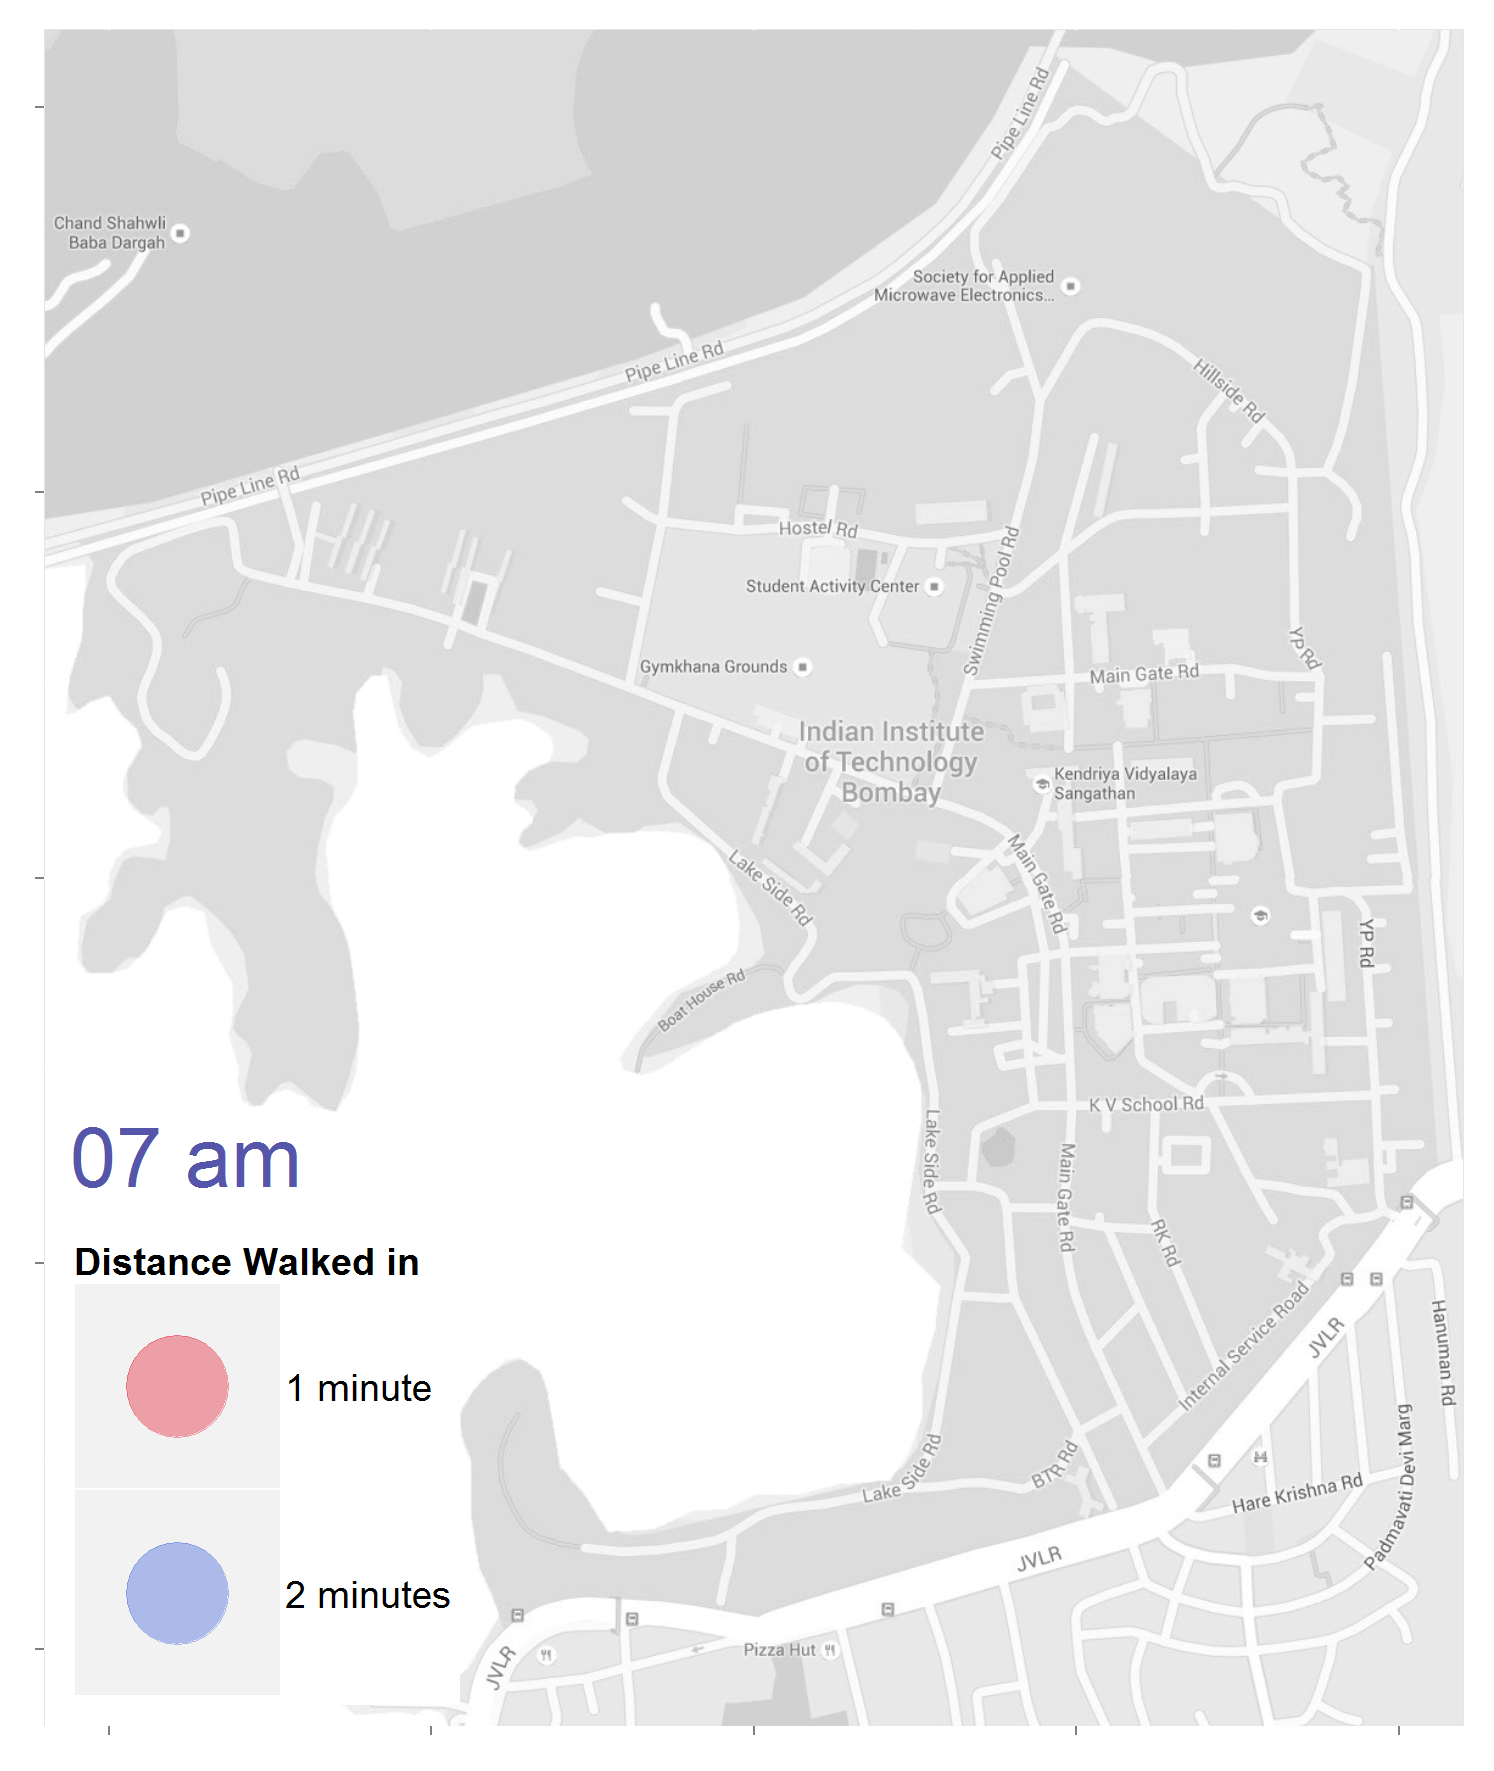 Pipe Line Rd
Chand Shahwli
Baba Dargah
Society for Applied
Microwave Electronics...
Pipe Line Rd
Hillside Rd
Pipe Line Rd
Hostel Rd
Student Activity Center
Swimming Pool Rd
YP Rd
Gymkhana Grounds
Main Gate Rd
Indian Institute
of Technology
Bombay
Kendriya Vidyalaya
Sangathan
Main Gate Rd
Lake Side Rd
YP Rd
Boat House Rd
K V School Rd
Lake Side Rd
Main Gate Rd
07 am
RK Rd
Distance Walked in
Internal Service Road
JVLR
Hanuman Rd
1 minute
Padmavati Devi Marg
Lake Side Rd
BTR Rd
Lake Side Rd
Hare Krishna Rd
JVLR
2 minutes
Pizza Hut
JVLR